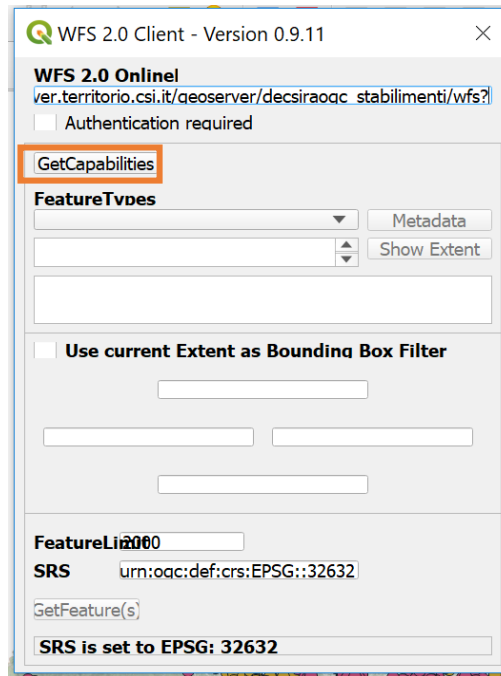 WFS 2.0 Client - Version 0.9.11
WFS 2.0 Onlinel
ver.territorio.csi.it/geoserver/decsiraogc_stabilimenti/wfs?
Authentication required
GetCapabilities
FeatureTypes
Metadata
Show Extent
Use current Extent as Bounding Box Filter
FeatureLimit 2000
SRS urn:ogc:def:crs:EPSG::32632
GetFeature(s)
SRS is set to EPSG: 32632